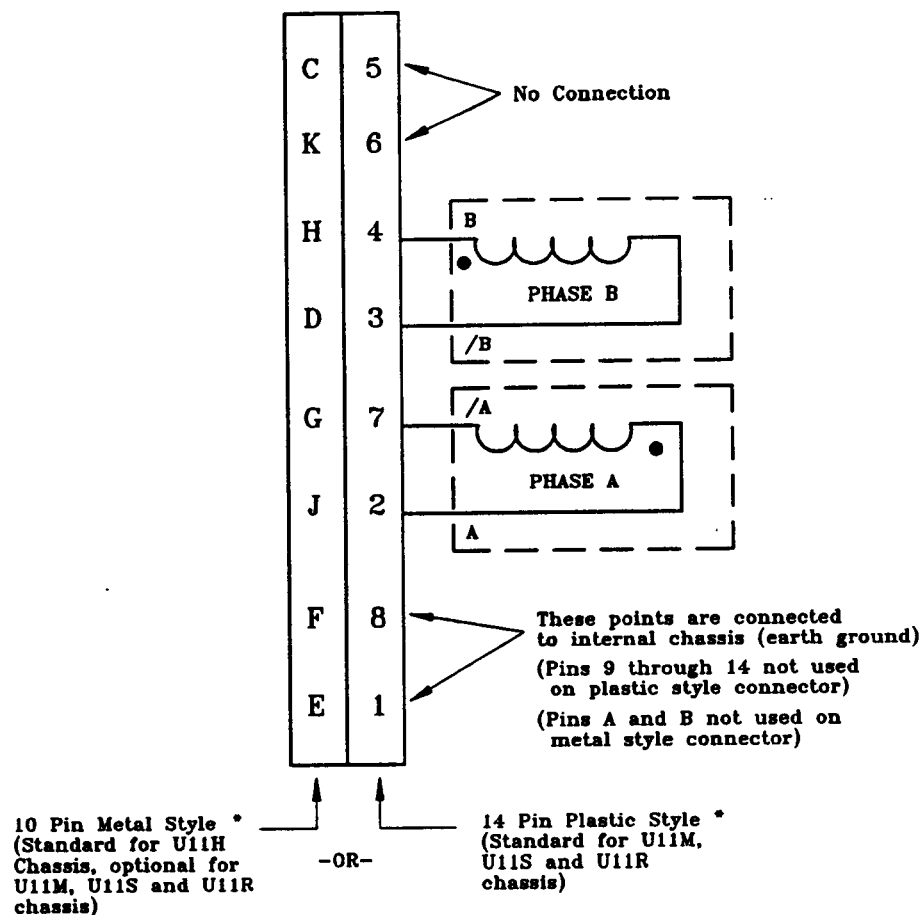 C 5
No Connection
K 6
H 4
B
PHASE B
D 3
/B
G 7
/A
PHASE A
J 2
A
F 8
These points are connected
to internal chassis (earth ground)
(Pins 9 through 14 not used
on plastic style connector)
E 1
(Pins A and B not used on
metal style connector)
10 Pin Metal Style *
(Standard for U11H
Chassis, optional for
U11M, U11S and U11R
chassis)
-OR-
14 Pin Plastic Style *
(Standard for U11M,
U11S and U11R
chassis)